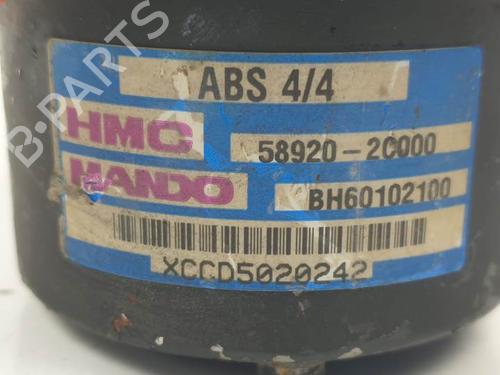 ABS 4/4
HMC 58920-2C000
MANDO BH60102100
XCCD5020242
B-PARTS